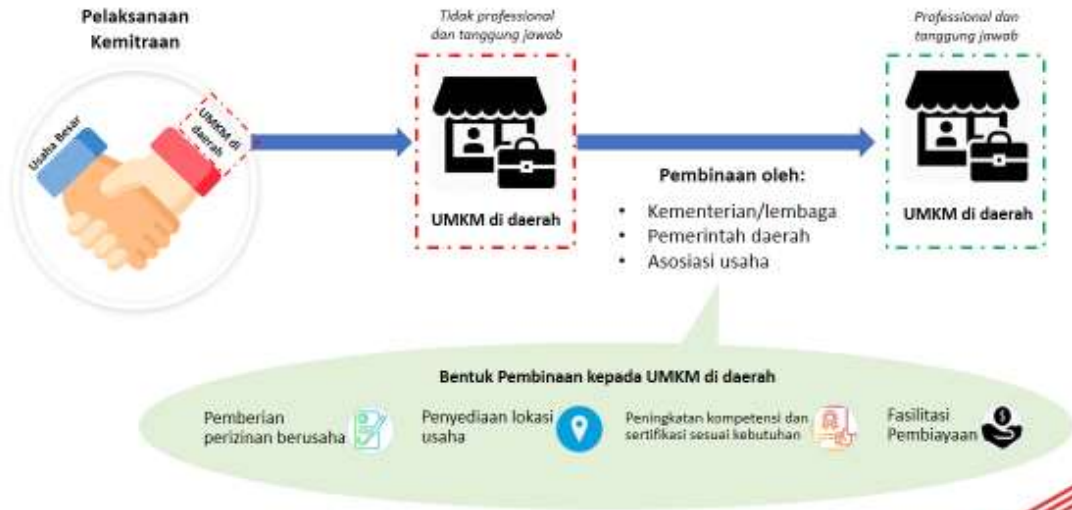 Pelaksanaan
Kemitraan
Usaha Besar
UMKM di
daerah
Tidak professional
dan tanggung jawab
UMKM di daerah
Pembinaan oleh:
• Kementerian/lembaga
• Pemerintah daerah
• Asosiasi usaha
Professional dan
tanggung jawab
UMKM di daerah
Bentuk Pembinaan kepada UMKM di daerah
Pemberian
perizinan berusaha
Penyediaan lokasi
usaha
Peningkatan kompetensi dan
sertifikasi sesuai kebutuhan
Fasilitasi
Pembiayaan